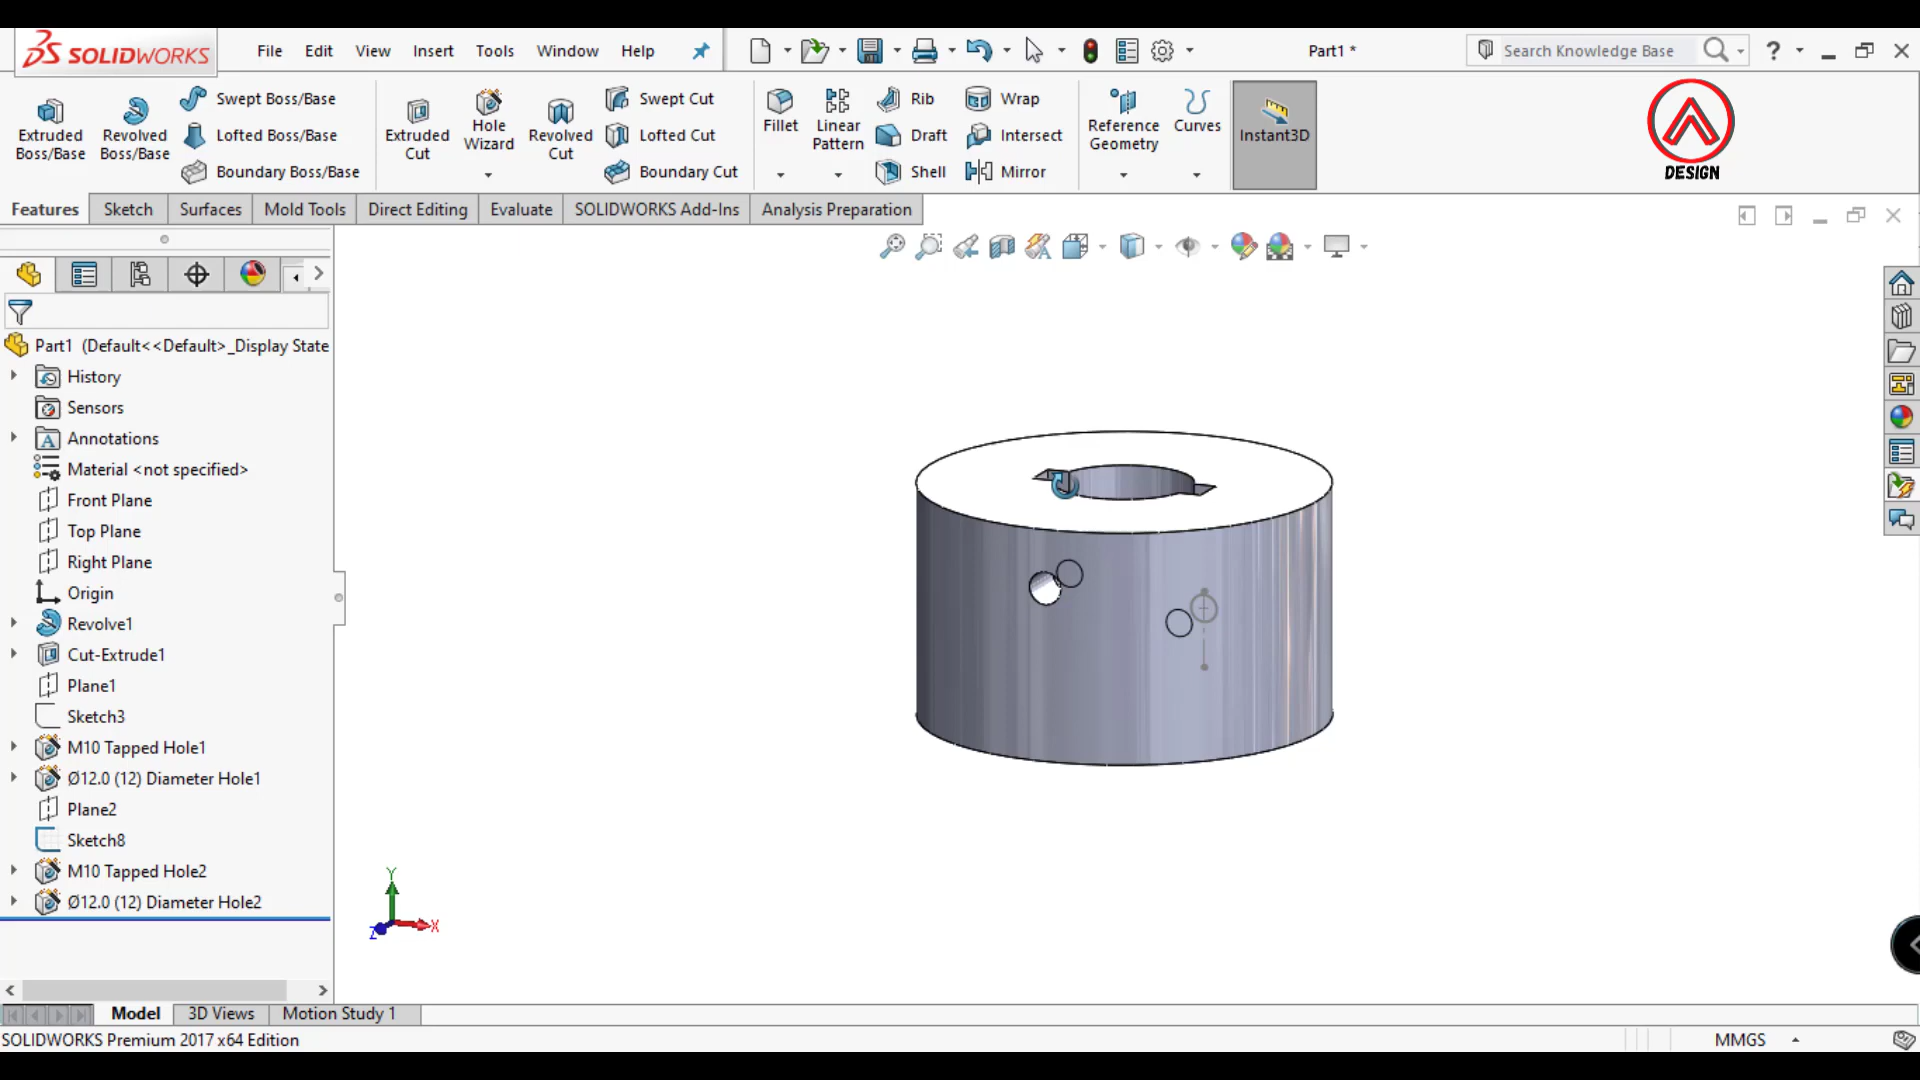 SOLIDWORKS
File Edit View Insert Tools Window Help
Part1 *
Search Knowledge Base
?
Extruded Boss/Base
Revolved Boss/Base
Swept Boss/Base
Lofted Boss/Base
Boundary Boss/Base
Extruded Cut
Hole Wizard
Revolved Cut
Swept Cut
Lofted Cut
Boundary Cut
Fillet
Linear Pattern
Rib
Draft
Shell
Wrap
Intersect
Mirror
Reference Geometry
Curves
Instant3D
DESIGN
Features Sketch Surfaces Mold Tools Direct Editing Evaluate SOLIDWORKS Add-Ins Analysis Preparation
Part1 (Default<<Default>_Display State
History
Sensors
Annotations
Material <not specified>
Front Plane
Top Plane
Right Plane
Origin
Revolve1
Cut-Extrude1
Plane1
Sketch3
M10 Tapped Hole1
Ø12.0 (12) Diameter Hole1
Plane2
Sketch8
M10 Tapped Hole2
Ø12.0 (12) Diameter Hole2
Y
X
Z
Model 3D Views Motion Study 1
SOLIDWORKS Premium 2017 x64 Edition
MMGS